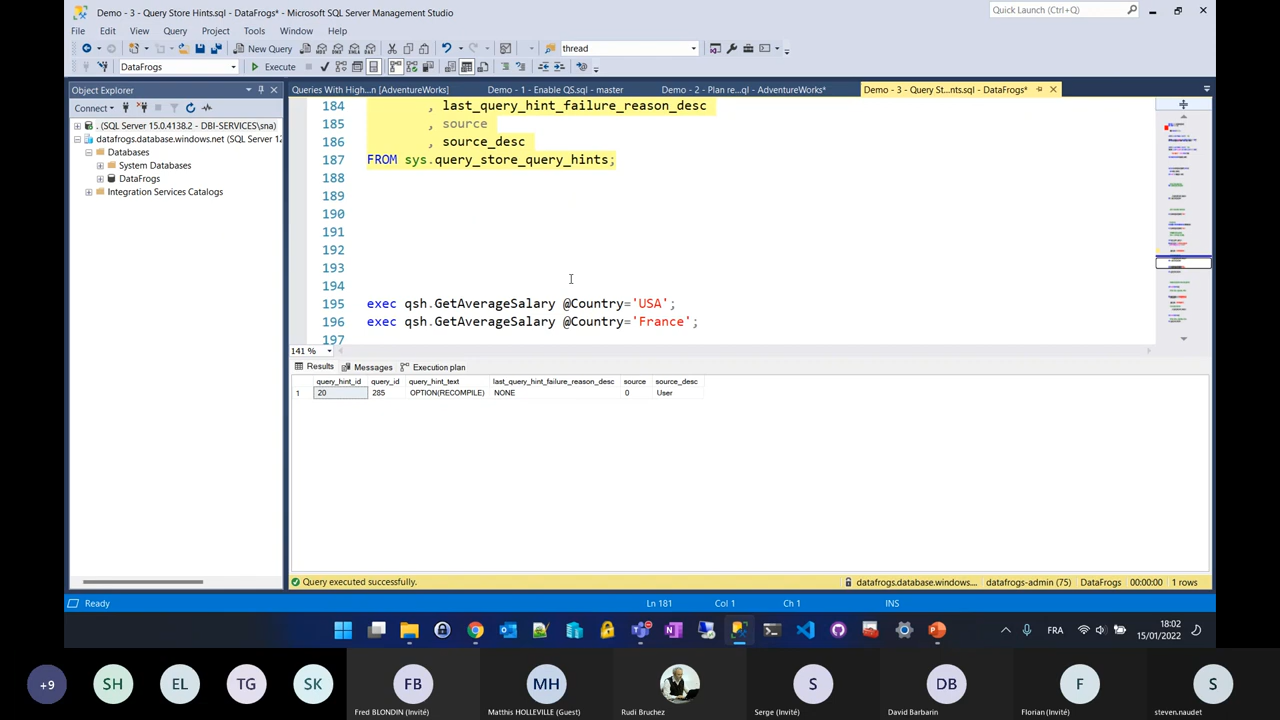 Demo - 3 - Query Store Hints.sql - DataFrogs* - Microsoft SQL Server Management Studio
Quick Launch (Ctrl+Q)
File Edit View Query Project Tools Window Help
New Query
thread
DataFrogs
Execute
Object Explorer
Queries With High...n [AdventureWorks]
Demo - 1 - Enable QS.sql - master
Demo - 2 - Plan re...ql - AdventureWorks*
Demo - 3 - Query St...nts.sql - DataFrogs*
Connect
. (SQL Server 15.0.4138.2 - DBI-SERVICES\sna)
datafrogs.database.windows.net (SQL Server 12
Databases
System Databases
DataFrogs
Integration Services Catalogs
184 , last_query_hint_failure_reason_desc
185 , source
186 , source_desc
187 FROM sys.query_store_query_hints;
188
189
190
191
192
193
194
195 exec qsh.GetAverageSalary @Country='USA';
196 exec qsh.GetAverageSalary @Country='France';
197
141 %
Results Messages Execution plan
query_hint_id query_id query_hint_text last_query_hint_failure_reason_desc source source_desc
1 20 285 OPTION(RECOMPILE) NONE 0 User
Query executed successfully.
datafrogs.database.windows.... datafrogs-admin (75) DataFrogs 00:00:00 1 rows
Ready
Ln 181 Col 1 Ch 1 INS
FRA
18:02
15/01/2022
+9 SH EL TG SK FB MH S DB F S
Fred BLONDIN (Invité)
Matthis HOLLEVILLE (Guest)
Rudi Bruchez
Serge (Invité)
David Barbarin
Florian (Invité)
steven.naudet